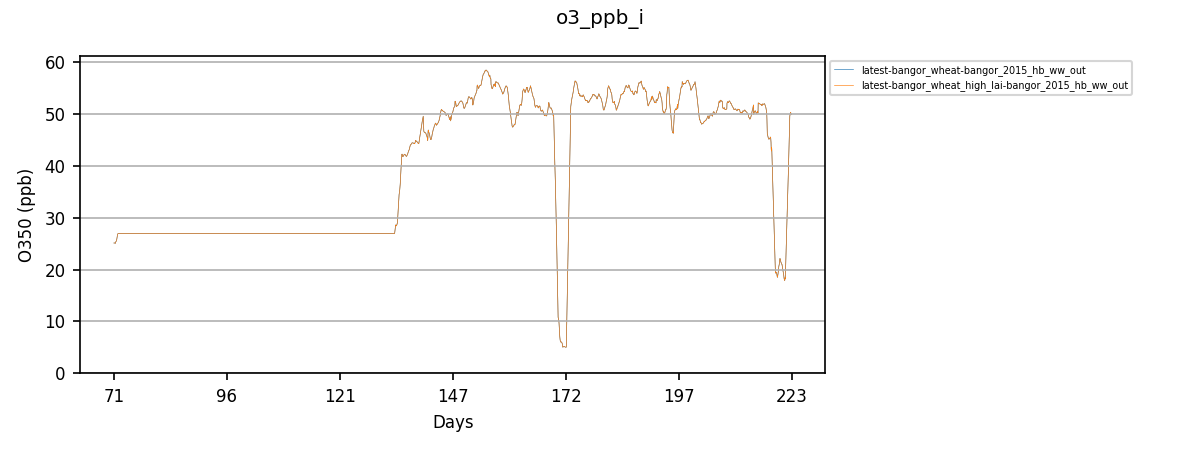 o3_ppb_i
60
50
40
30
20
10
0
O350 (ppb)
71 96 121 147 172 197 223
Days
latest-bangor_wheat-bangor_2015_hb_ww_out
latest-bangor_wheat_high_lai-bangor_2015_hb_ww_out